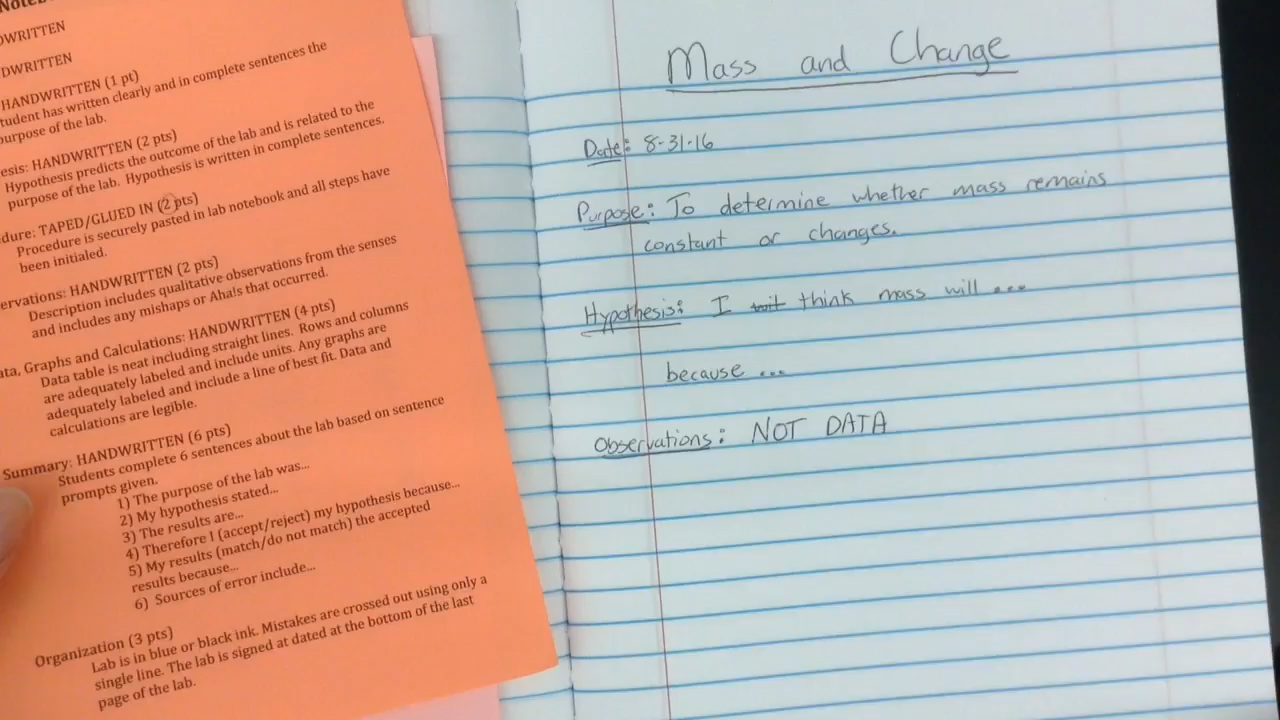 HANDWRITTEN (1 pt)
student has written clearly and in complete sentences the
purpose of the lab.
esis: HANDWRITTEN (2 pts)
Hypothesis predicts the outcome of the lab and is related to the
purpose of the lab. Hypothesis is written in complete sentences.
dure: TAPED/GLUED IN (2 pts)
Procedure is securely pasted in lab notebook and all steps have
been initialed.
ervations: HANDWRITTEN (2 pts)
Description includes qualitative observations from the senses
and includes any mishaps or Aha!s that occurred.
ata, Graphs and Calculations: HANDWRITTEN (4 pts)
Data table is neat including straight lines. Rows and columns
are adequately labeled and include units. Any graphs are
adequately labeled and include a line of best fit. Data and
calculations are legible.
Summary: HANDWRITTEN (6 pts)
Students complete 6 sentences about the lab based on sentence
prompts given.
1) The purpose of the lab was...
2) My hypothesis stated...
3) The results are...
4) Therefore I (accept/reject) my hypothesis because...
5) My results (match/do not match) the accepted
results because...
6) Sources of error include...
Organization (3 pts)
Lab is in blue or black ink. Mistakes are crossed out using only a
single line. The lab is signed at dated at the bottom of the last
page of the lab.
Mass and Change
Date: 8-31-16
Purpose: To determine whether mass remains
constant or changes.
Hypothesis: I think mass will ...
because ...
Observations: NOT DATA